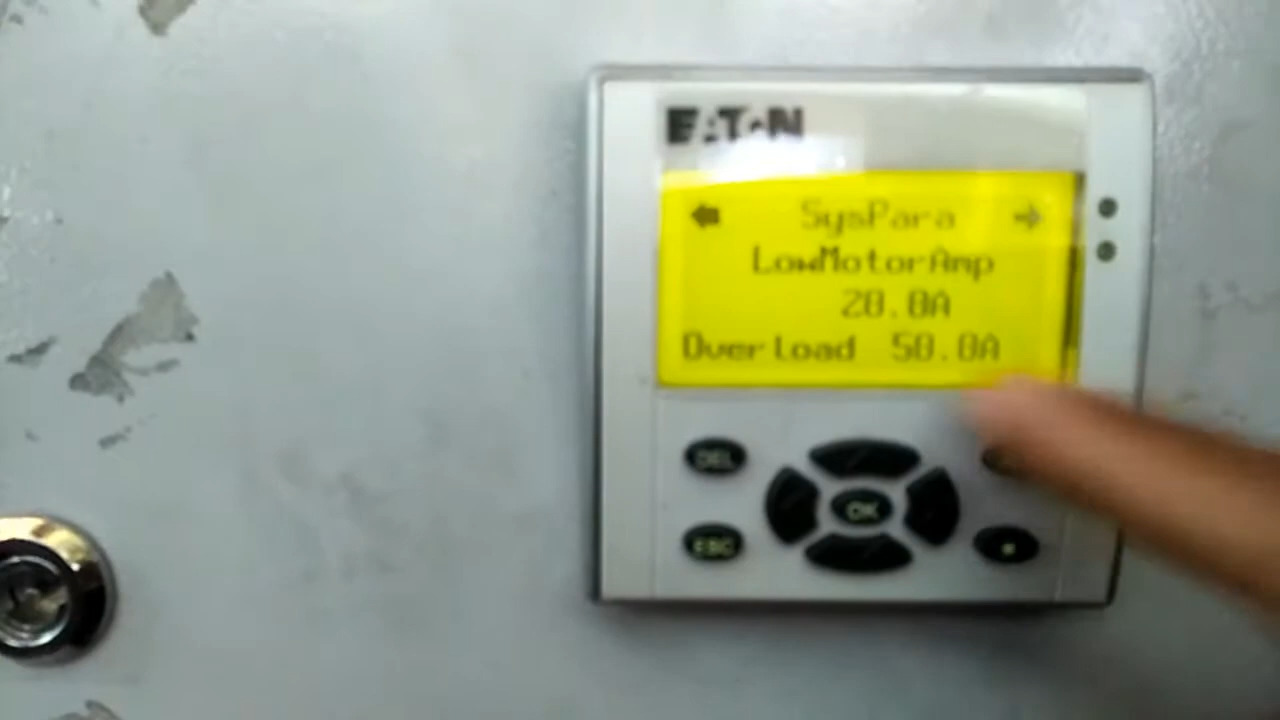 EATON
SysPara
LowMotorAmp
20.0A
Overload 50.0A
DEL
OK
ESC